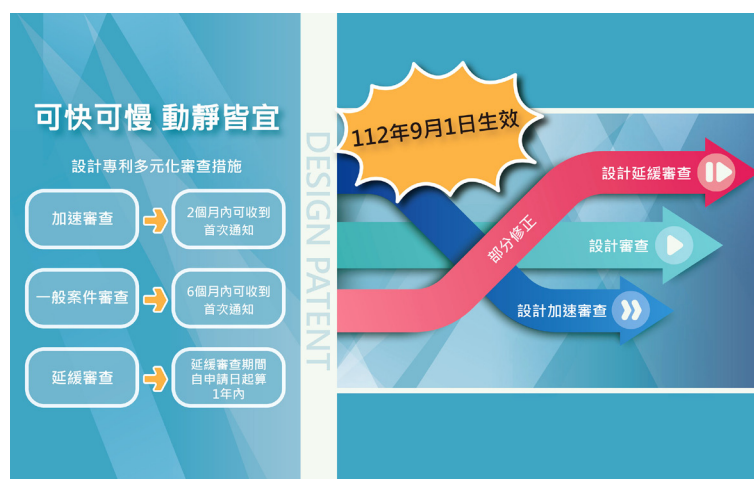 可快可慢 動靜皆宜
設計專利多元化審查措施
加速審查
2個月內可收到
首次通知
一般案件審查
6個月內可收到
首次通知
延緩審查
延緩審查期間
自申請日起算
1年內
DESIGN PATENT
112年9月1日生效
部分修正
設計延緩審查
設計審查
設計加速審查